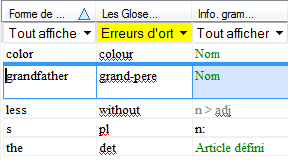 Forme de ... Les Glose... Info. gram...
Tout affiche Erreurs d'ort Tout afficher
color colour Nom
grandfather grand-pere Nom
less without n > adj
s pl n:
the det Article défini